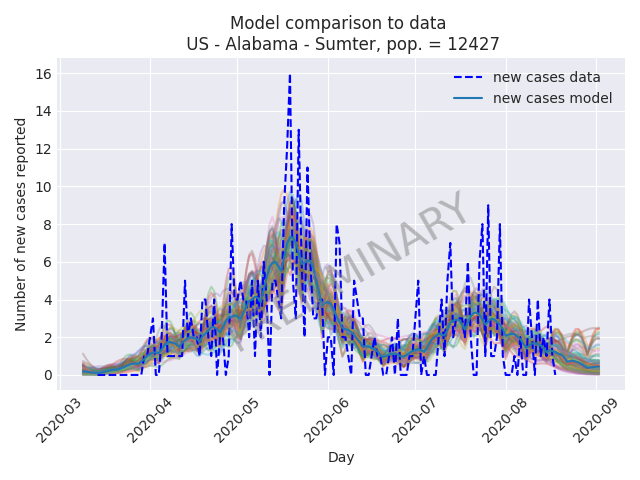 Model comparison to data
US - Alabama - Sumter, pop. = 12427
new cases data
new cases model
PRELIMINARY
Number of new cases reported
16
14
12
10
8
6
4
2
0
2020-03
2020-04
2020-05
2020-06
2020-07
2020-08
2020-09
Day